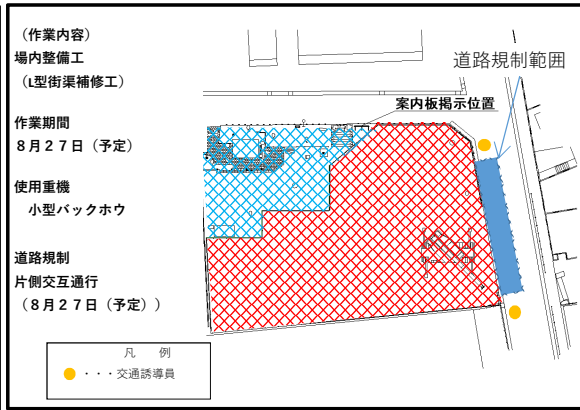 （作業内容）
場内整備工
（L型街渠補修工）
作業期間
８月２７日（予定）
使用重機
小型バックホウ
道路規制
片側交互通行
（８月２７日（予定））
道路規制範囲
案内板掲示位置
凡　例
・・・交通誘導員